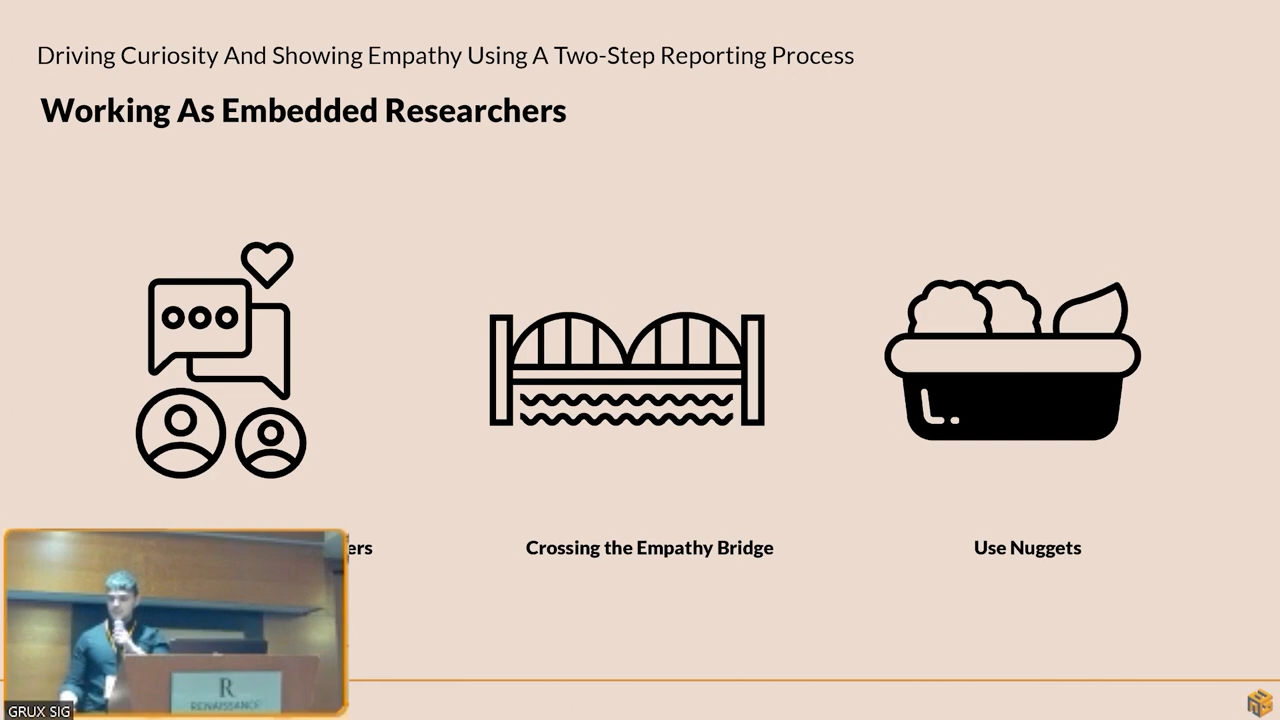 Driving Curiosity And Showing Empathy Using A Two-Step Reporting Process
Working As Embedded Researchers
Crossing the Empathy Bridge
Use Nuggets
R
RENAISSANCE
GRUX SIG